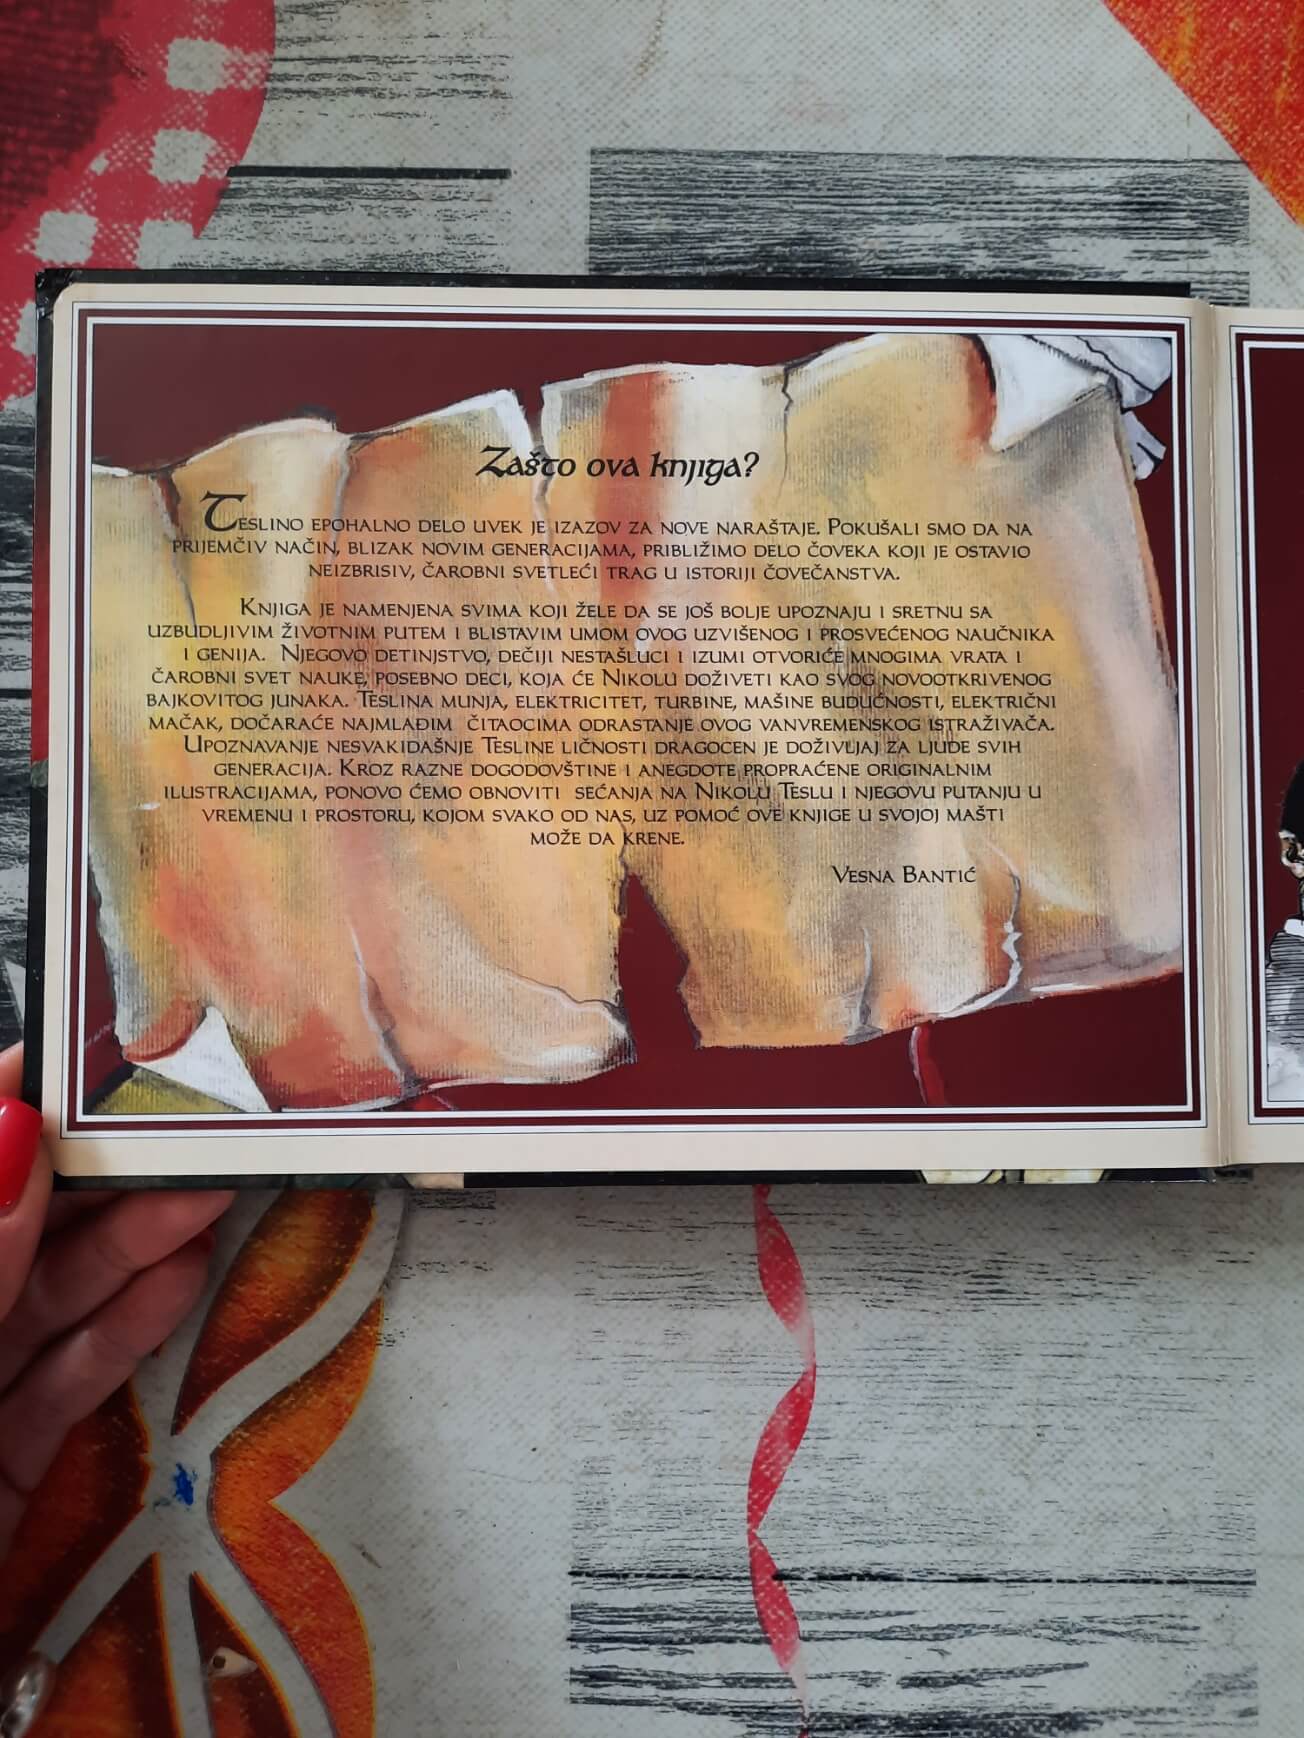 Zašto ova knjiga?
Teslino epohalno delo uvek je izazov za nove naraštaje. Pokušali smo da na
prijemčiv način, blizak novim generacijama, približimo delo čoveka koji je ostavio
neizbrisiv, čarobni svetleći trag u istoriji čovečanstva.
Knjiga je namenjena svima koji žele da se još bolje upoznaju i sretnu sa
uzbudljivim životnim putem i blistavim umom ovog uzvišenog i prosvećenog naučnika
i genija. Njegovo detinjstvo, dečiji nestašluci i izumi otvoriće mnogima vrata i
čarobni svet nauke, posebno deci, koja će Nikolu doživeti kao svog novootkrivenog
bajkovitog junaka. Teslina munja, električitet, turbine, mašine budućnosti, električni
mačak, dočaraće najmlađim čitaocima odrastanje ovog vanvremenskog istraživača.
Upoznavanje nesvakidašnje Tesline ličnosti dragocen je doživljaj za ljude svih
generacija. Kroz razne dogodovštine i anegdote propraćene originalnim
ilustracijama, ponovo ćemo obnoviti sećanja na Nikolu Teslu i njegovu putanju u
vremenu i prostoru, kojom svako od nas, uz pomoć ove knjige u svojoj mašti
može da krene.
Vesna Bantić